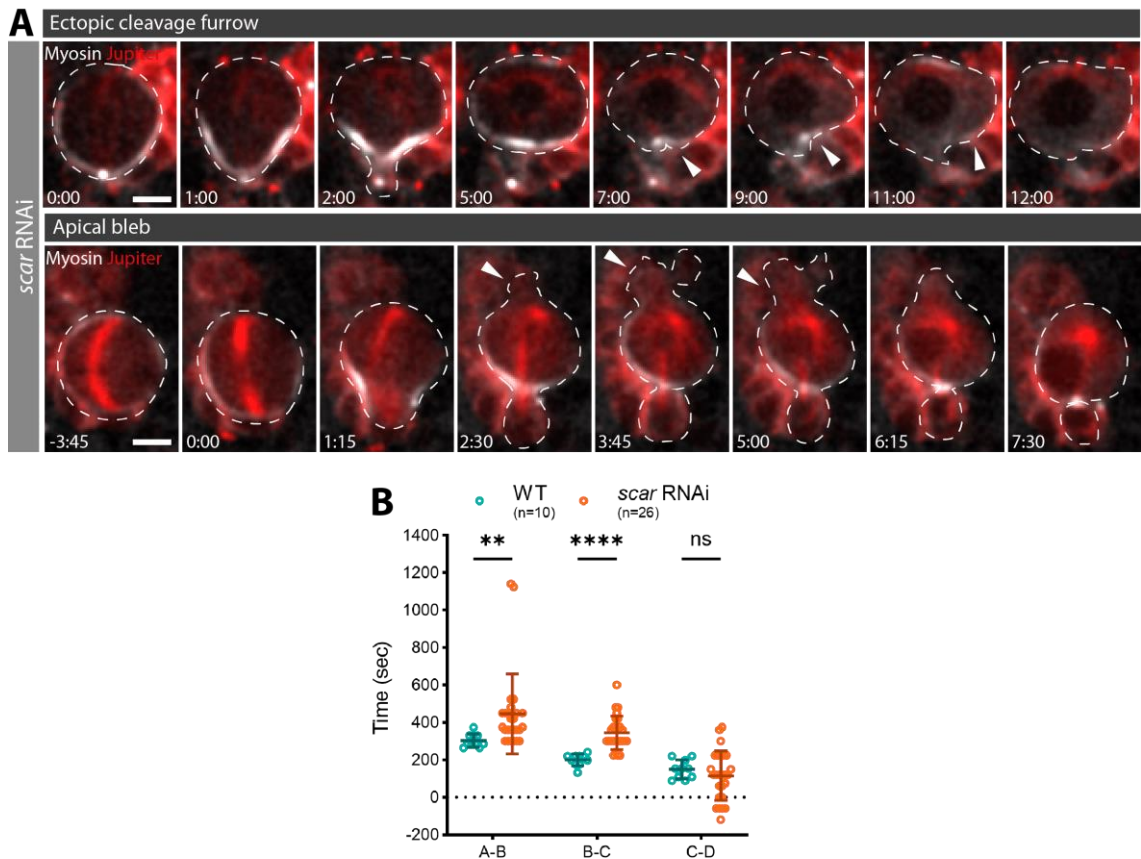 A
Ectopic cleavage furrow
scar RNAi
Myosin Jupiter
0:00 1:00 2:00 5:00 7:00 9:00 11:00 12:00
Apical bleb
Myosin Jupiter
-3:45 0:00 1:15 2:30 3:45 5:00 6:15 7:30
B
WT scar RNAi
(n=10) (n=26)
** **** ns
Time (sec)
1400
1200
1000
800
600
400
200
0
-200
A-B B-C C-D